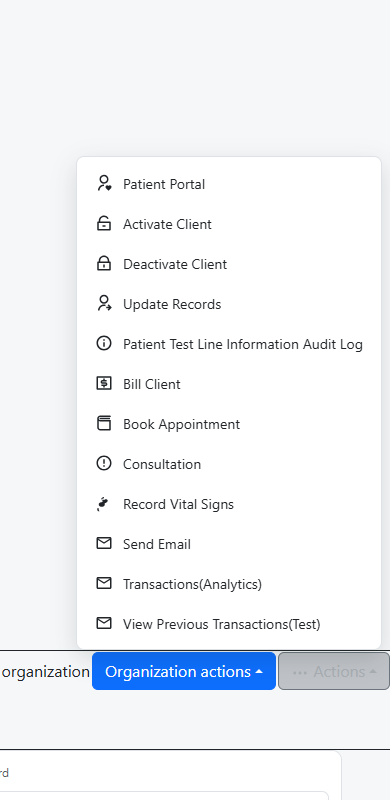 Patient Portal
Activate Client
Deactivate Client
Update Records
Patient Test Line Information Audit Log
Bill Client
Book Appointment
Consultation
Record Vital Signs
Send Email
Transactions(Analytics)
View Previous Transactions(Test)
organization Organization actions ··· Actions
rd